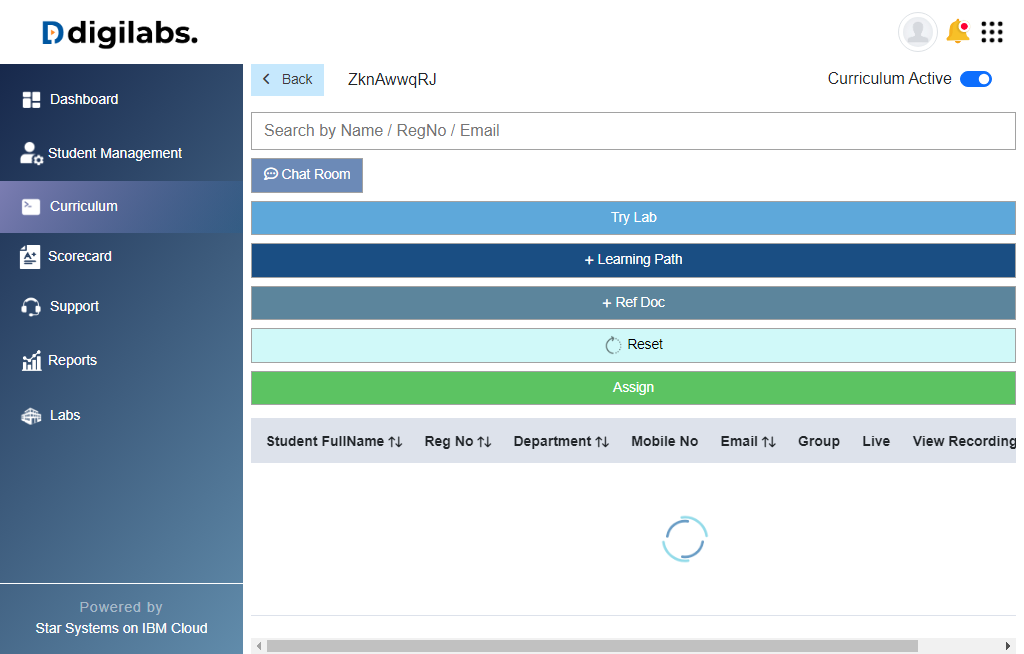 digilabs.
Dashboard
Student Management
Curriculum
Scorecard
Support
Reports
Labs
Powered by
Star Systems on IBM Cloud
Back
ZknAwwqRJ
Curriculum Active
Search by Name / RegNo / Email
Chat Room
Try Lab
+ Learning Path
+ Ref Doc
Reset
Assign
Student FullName Reg No Department Mobile No Email Group Live View Recording